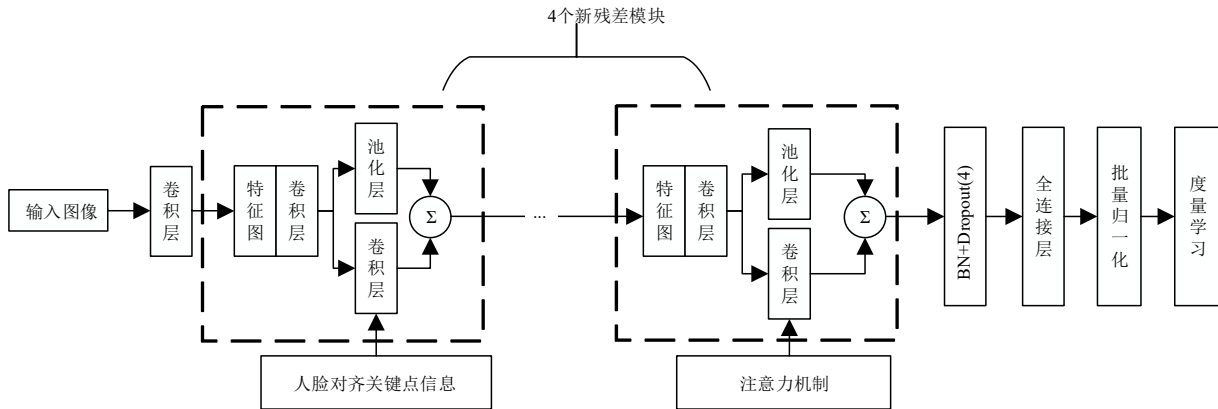 4个新残差模块
输入图像
卷积层
特征图
卷积层
池化层
卷积层
Σ
...
特征图
卷积层
池化层
卷积层
Σ
BN+Dropout(4)
全连接层
批量归一化
度量学习
人脸对齐关键点信息
注意力机制